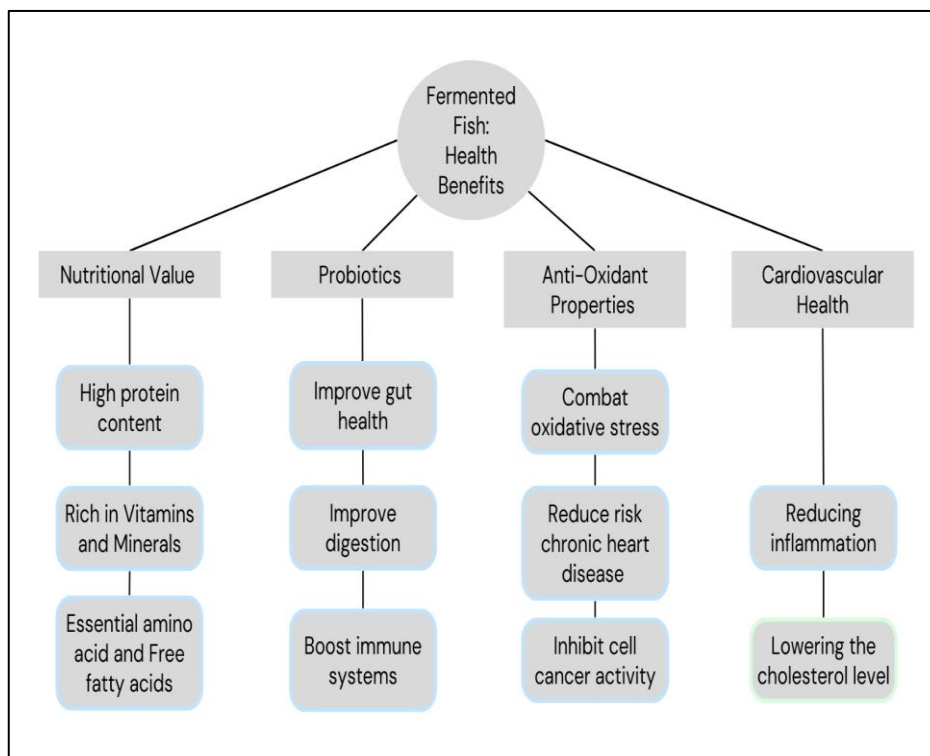 Fermented
Fish:
Health
Benefits
Nutritional Value
High protein
content
Rich in Vitamins
and Minerals
Essential amino
acid and Free
fatty acids
Probiotics
Improve gut
health
Improve
digestion
Boost immune
systems
Anti-Oxidant
Properties
Combat
oxidative stress
Reduce risk
chronic heart
disease
Inhibit cell
cancer activity
Cardiovascular
Health
Reducing
inflammation
Lowering the
cholesterol level